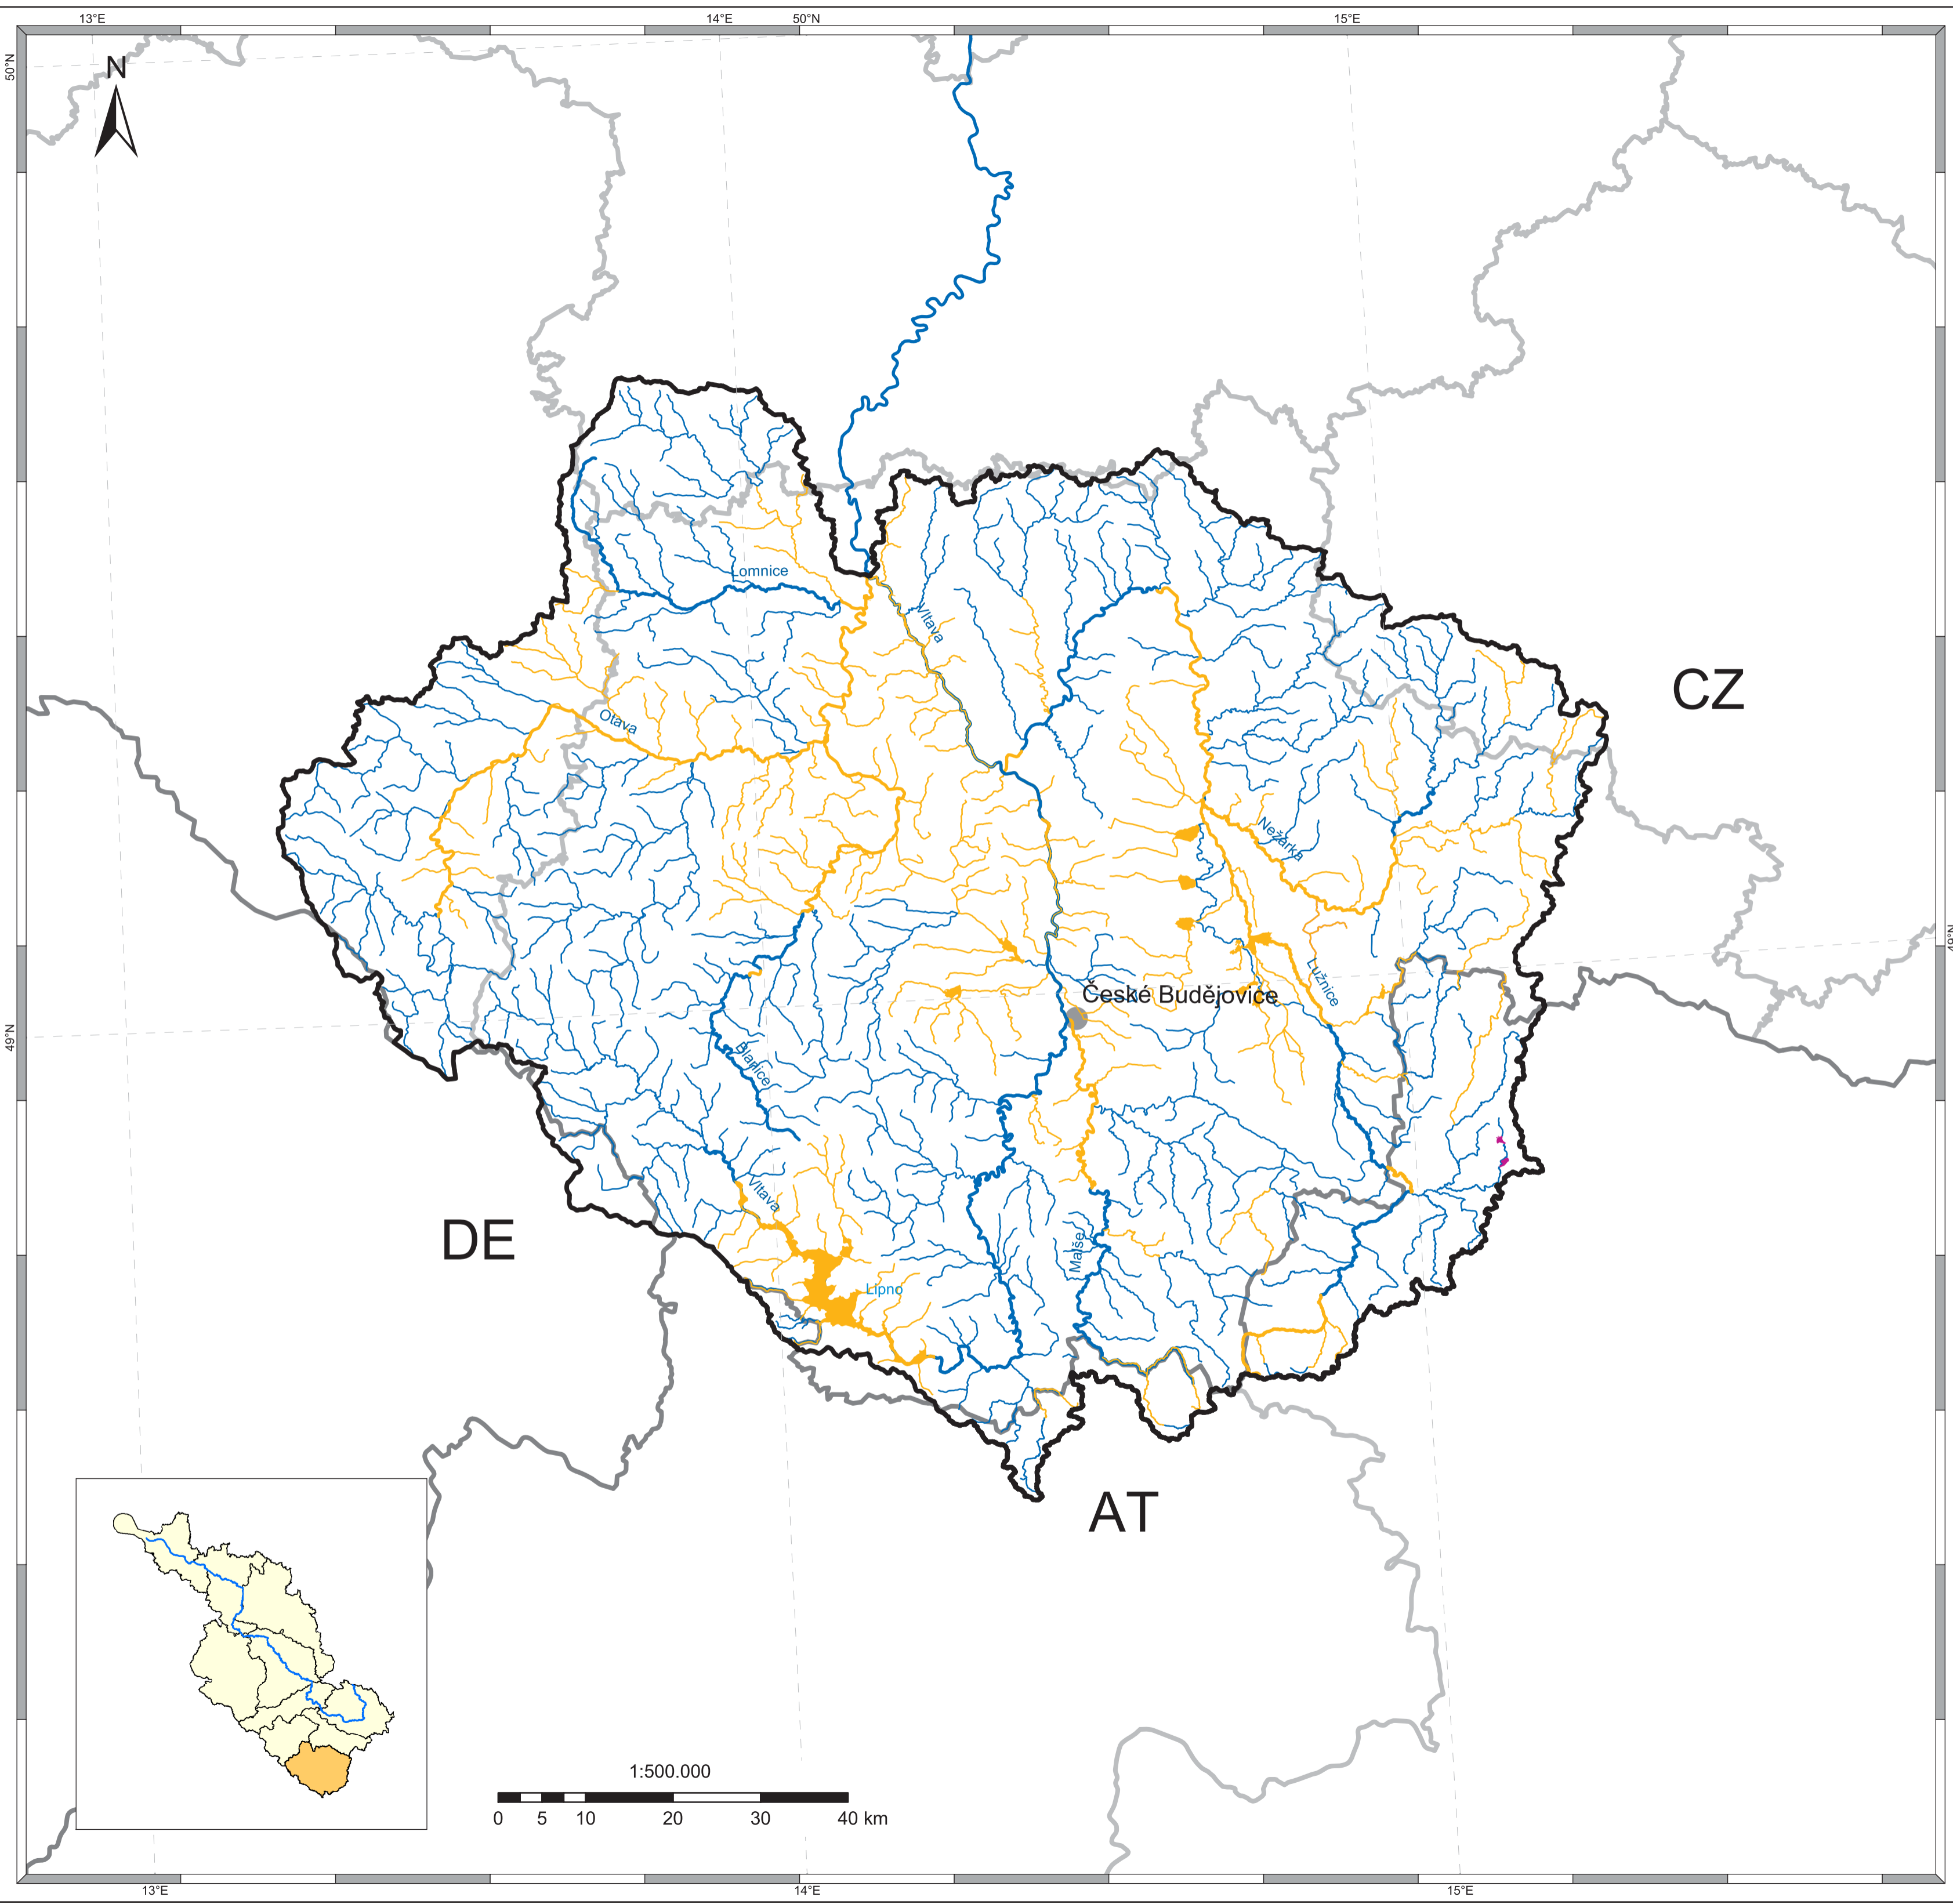 13°E
14°E
50°N
15°E
50°N
N
Lomnice
Vltava
CZ
Otava
Nežárka
49°N
Lužnice
České Budějovice
49°N
Blanice
Vltava
DE
Malše
Lipno
AT
1:500.000
0 5 10 20 30 40 km
13°E
14°E
15°E